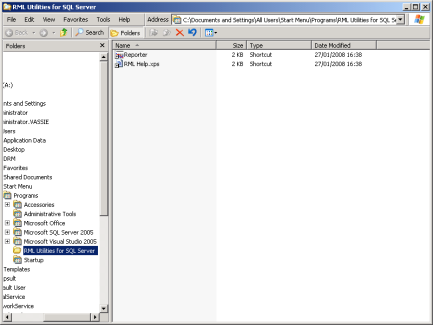 RML Utilities for SQL Server
File Edit View Favorites Tools Help Address C:\Documents and Settings\All Users\Start Menu\Programs\RML Utilities for SQL Se
Back Search Folders
Folders
Name Size Type Date Modified
Reporter 2 KB Shortcut 27/01/2008 16:38
RML Help.xps 2 KB Shortcut 27/01/2008 16:38
(A:)
nts and Settings
ministrator
ministrator.VASSIE
Users
Application Data
Desktop
DRM
Favorites
Shared Documents
Start Menu
Programs
Accessories
Administrative Tools
Microsoft Office
Microsoft SQL Server 2005
Microsoft Visual Studio 2005
RML Utilities for SQL Server
Startup
Templates
psult
ault User
alService
workService